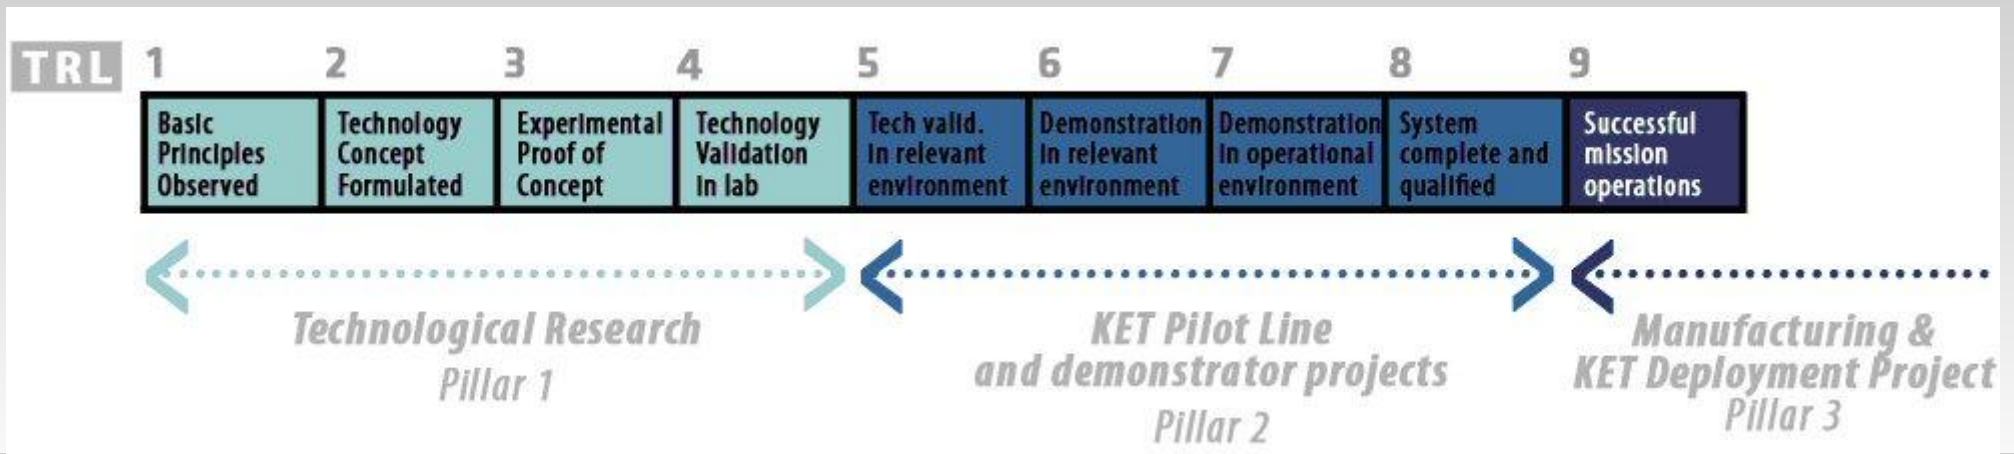 TRL 1 2 3 4 5 6 7 8 9
Basic
Principles
Observed
Technology
Concept
Formulated
Experimental
Proof of
Concept
Technology
Validation
in lab
Tech valid.
in relevant
environment
Demonstration
in relevant
environment
Demonstration
in operational
environment
System
complete and
qualified
Successful
mission
operations
Technological Research
Pillar 1
KET Pilot Line
and demonstrator projects
Pillar 2
Manufacturing &
KET Deployment Project
Pillar 3